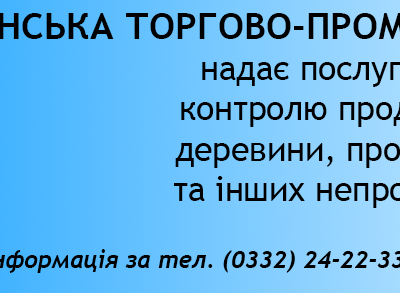 НСЬКА ТОРГОВО-ПРОМ
надає послуг
контролю прод
деревини, про
та інших непро
нформація за тел. (0332) 24-22-33